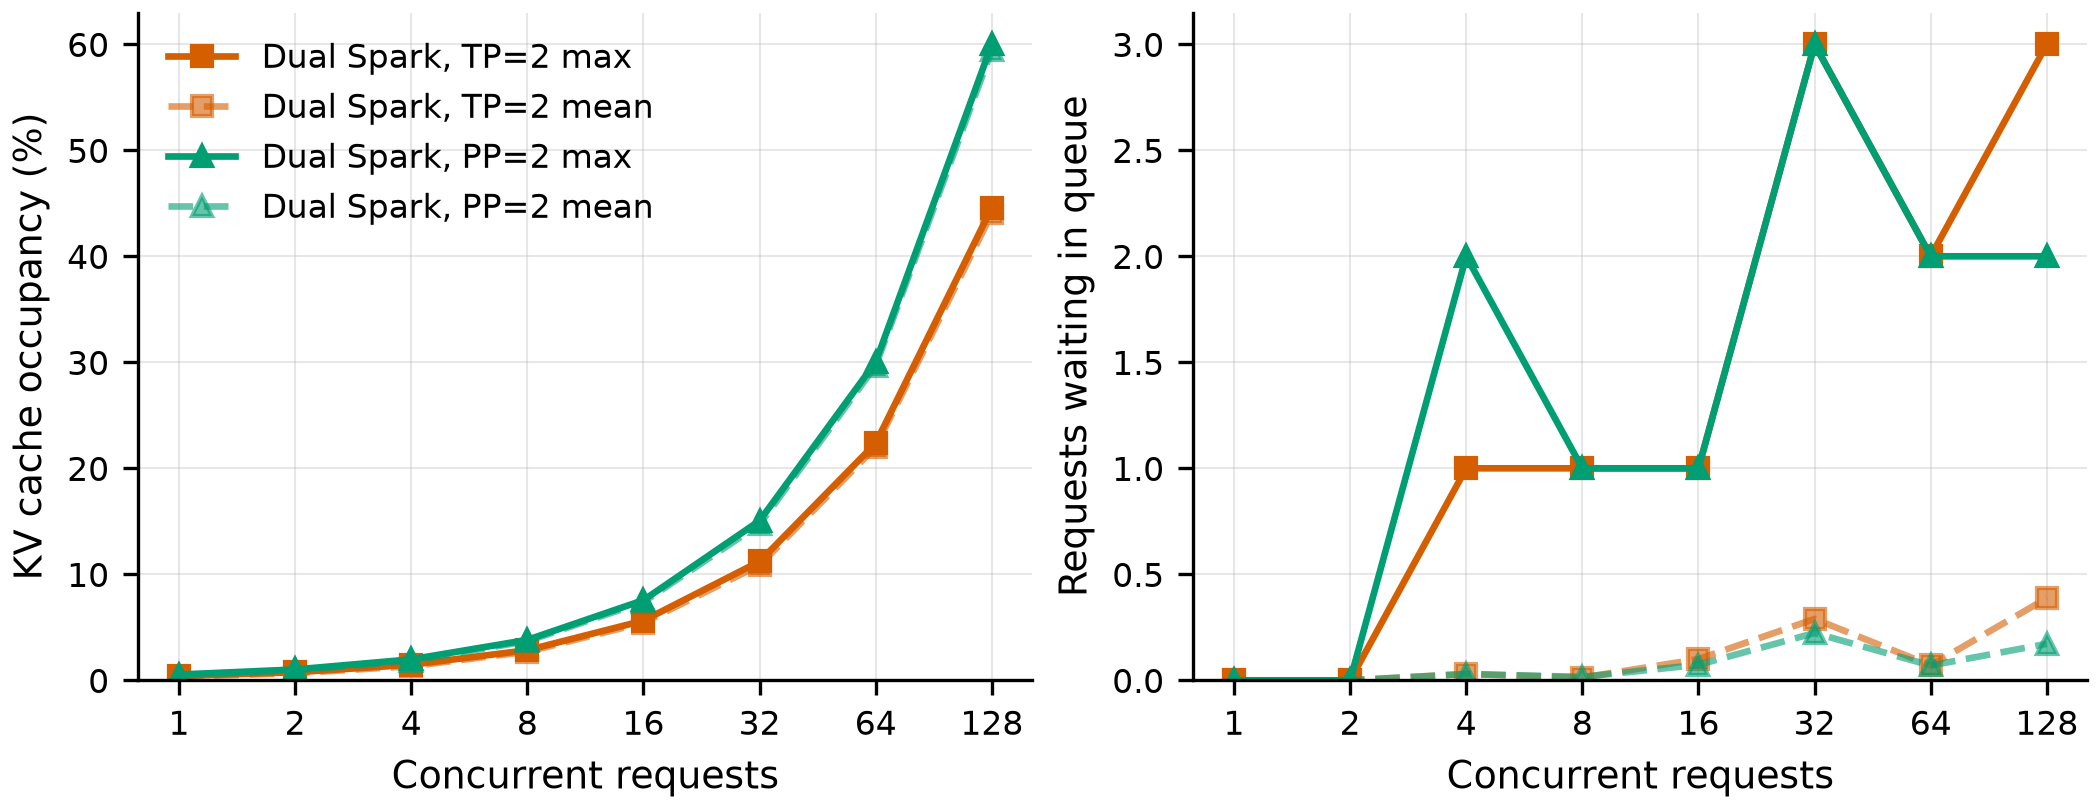 KV cache occupancy (%)
60
50
40
30
20
10
0
Dual Spark, TP=2 max
Dual Spark, TP=2 mean
Dual Spark, PP=2 max
Dual Spark, PP=2 mean
1 2 4 8 16 32 64 128
Concurrent requests
Requests waiting in queue
3.0
2.5
2.0
1.5
1.0
0.5
0.0
1 2 4 8 16 32 64 128
Concurrent requests